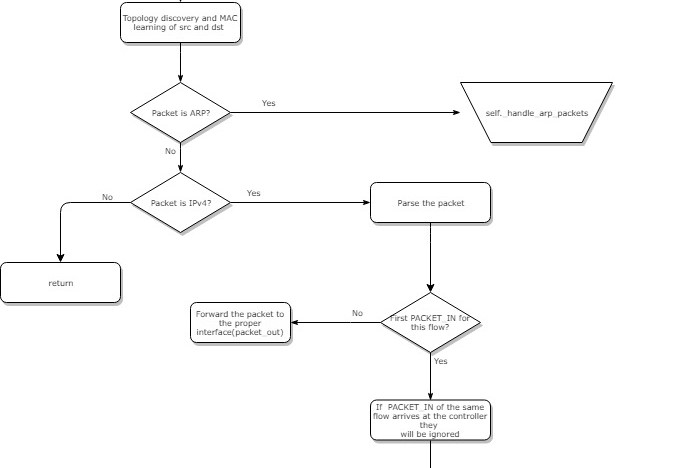 Topology discovery and MAC
learning of src and dst
Packet is ARP?
Yes
self._handle_arp_packets
No
Packet is IPv4?
No
Yes
Parse the packet
return
First PACKET_IN for
this flow?
No
Forward the packet to
the proper
interface(packet_out)
Yes
If PACKET_IN of the same
flow arrives at the controller
they
will be ignored